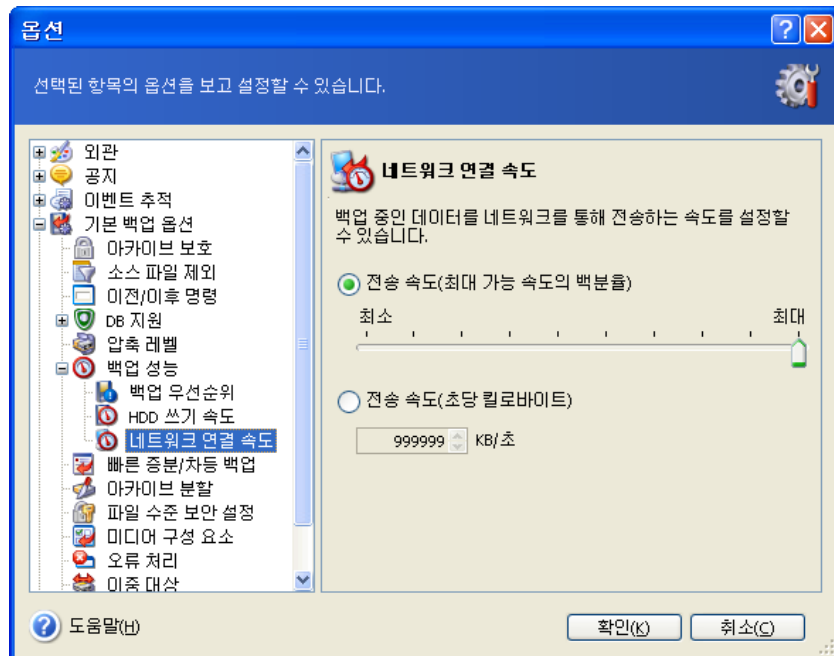 옵션
선택된 항목의 옵션을 보고 설정할 수 있습니다.
외관
공지
이벤트 추적
기본 백업 옵션
아카이브 보호
소스 파일 제외
이전/이후 명령
DB 지원
압축 레벨
백업 성능
백업 우선순위
HDD 쓰기 속도
네트워크 연결 속도
빠른 증분/차등 백업
아카이브 분할
파일 수준 보안 설정
미디어 구성 요소
오류 처리
이중 대상
네트워크 연결 속도
백업 중인 데이터를 네트워크를 통해 전송하는 속도를 설정할
수 있습니다.
전송 속도(최대 가능 속도의 백분율)
최소 최대
전송 속도(초당 킬로바이트)
999999 KB/초
도움말(H)
확인(K) 취소(C)